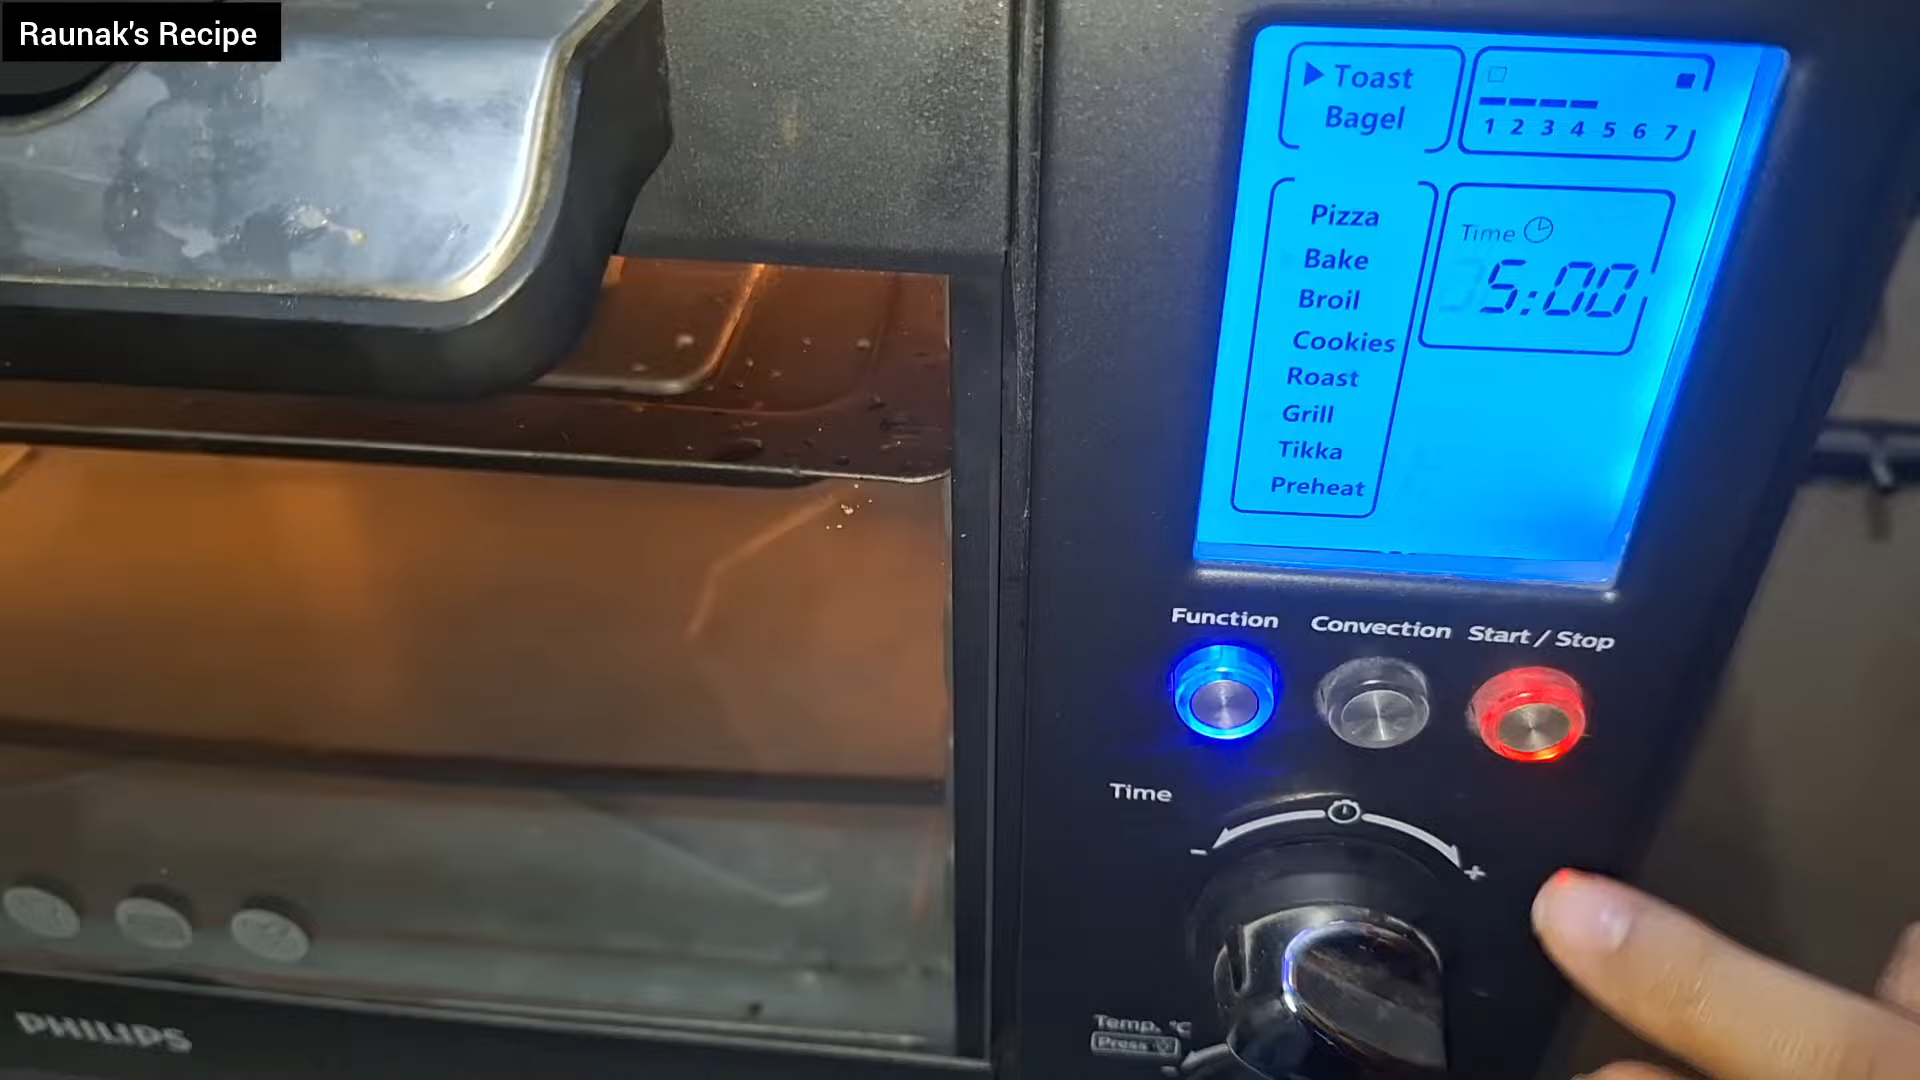 Raunak's Recipe
Toast
Bagel
1 2 3 4 5 6 7
Pizza
Bake
Broil
Cookies
Roast
Grill
Tikka
Preheat
Time
5:00
Function
Convection
Start / Stop
Time
- +
Temp. °C
Press
-
PHILIPS